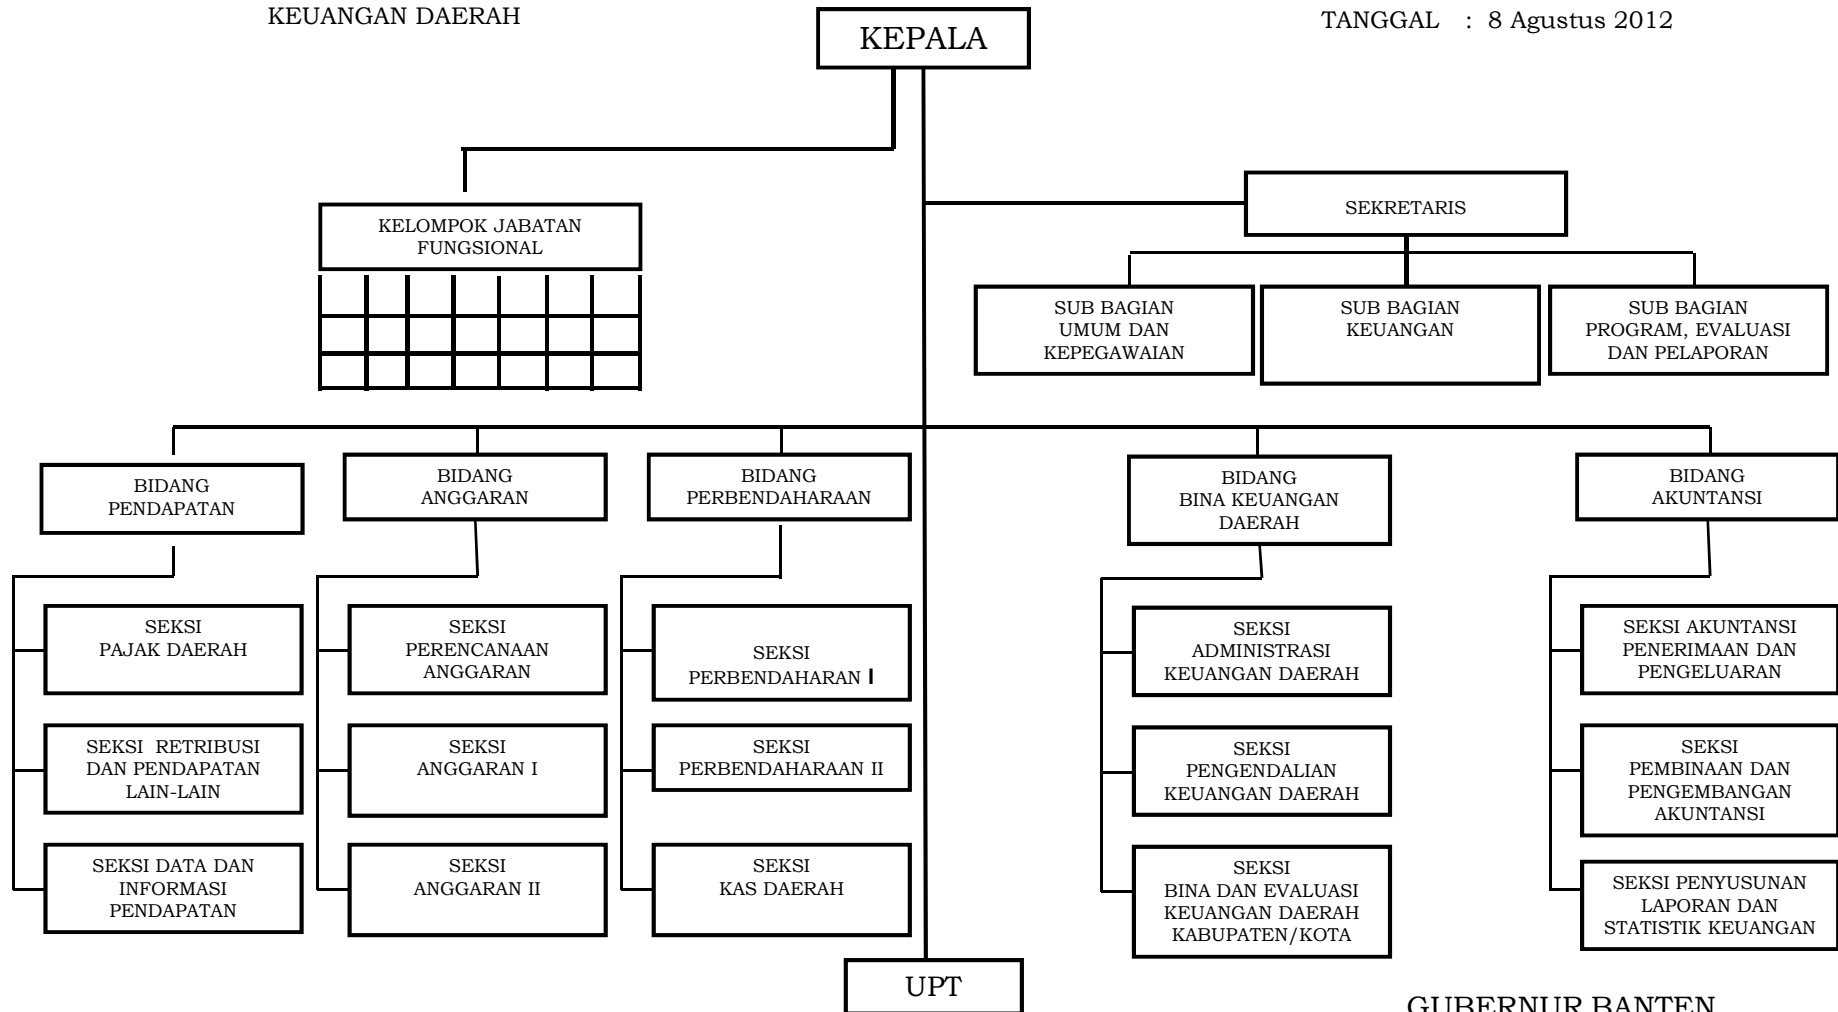 KEUANGAN DAERAH
TANGGAL : 8 Agustus 2012
KEPALA
KELOMPOK JABATAN
FUNGSIONAL
SEKRETARIS
SUB BAGIAN
UMUM DAN
KEPEGAWAIAN
SUB BAGIAN
KEUANGAN
SUB BAGIAN
PROGRAM, EVALUASI
DAN PELAPORAN
BIDANG
PENDAPATAN
BIDANG
ANGGARAN
BIDANG
PERBENDAHARAAN
BIDANG
BINA KEUANGAN
DAERAH
BIDANG
AKUNTANSI
SEKSI
PAJAK DAERAH
SEKSI
PERENCANAAN
ANGGARAN
SEKSI
PERBENDAHARAN I
SEKSI
ADMINISTRASI
KEUANGAN DAERAH
SEKSI AKUNTANSI
PENERIMAAN DAN
PENGELUARAN
SEKSI RETRIBUSI
DAN PENDAPATAN
LAIN-LAIN
SEKSI
ANGGARAN I
SEKSI
PERBENDAHARAAN II
SEKSI
PENGENDALIAN
KEUANGAN DAERAH
SEKSI
PEMBINAAN DAN
PENGEMBANGAN
AKUNTANSI
SEKSI DATA DAN
INFORMASI
PENDAPATAN
SEKSI
ANGGARAN II
SEKSI
KAS DAERAH
SEKSI
BINA DAN EVALUASI
KEUANGAN DAERAH
KABUPATEN/KOTA
SEKSI PENYUSUNAN
LAPORAN DAN
STATISTIK KEUANGAN
UPT
GUBERNUR BANTEN